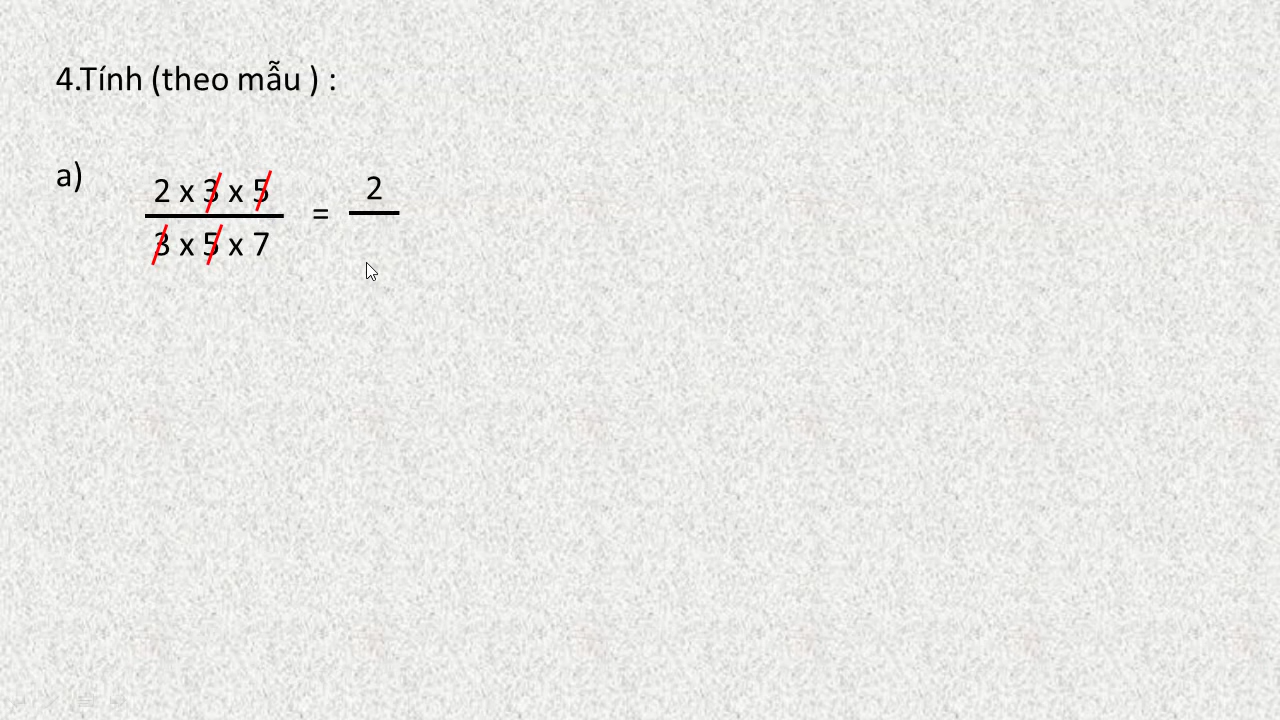 4.Tính (theo mẫu ) :
a)
2 x 3 x 5
3 x 5 x 7
=
2